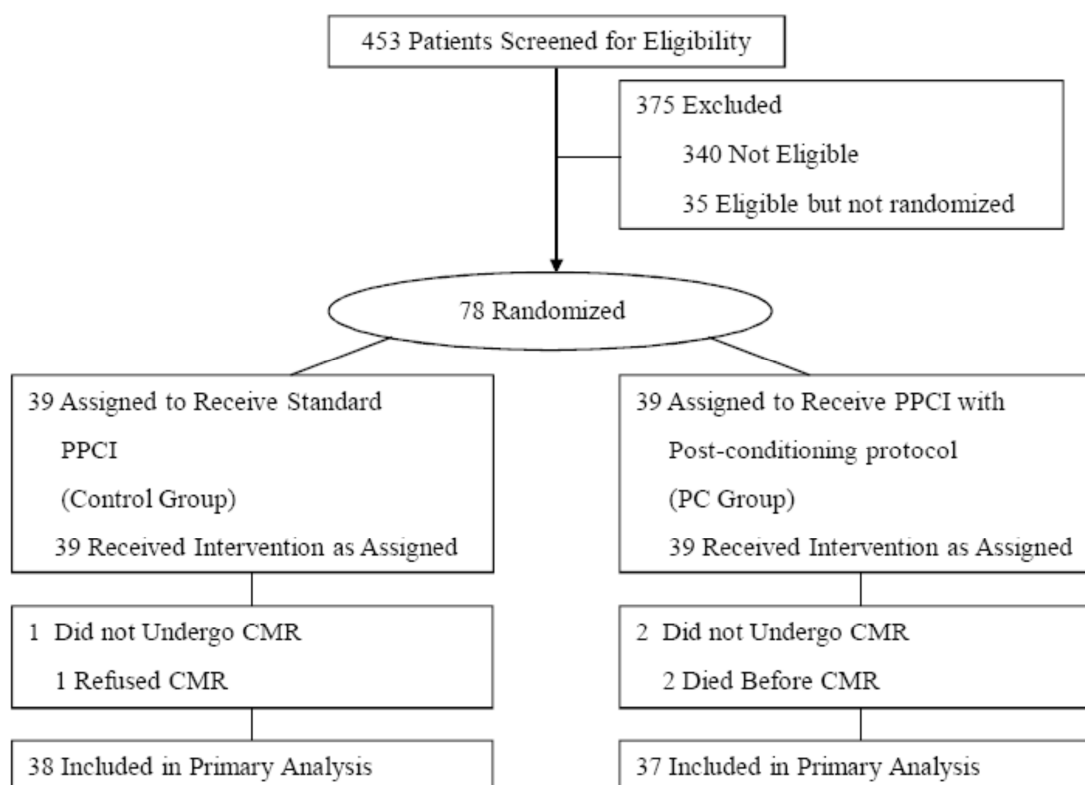 453 Patients Screened for Eligibility
375 Excluded
340 Not Eligible
35 Eligible but not randomized
78 Randomized
39 Assigned to Receive Standard
PPCI
(Control Group)
39 Received Intervention as Assigned
39 Assigned to Receive PPCI with
Post-conditioning protocol
(PC Group)
39 Received Intervention as Assigned
1 Did not Undergo CMR
1 Refused CMR
2 Did not Undergo CMR
2 Died Before CMR
38 Included in Primary Analysis
37 Included in Primary Analysis